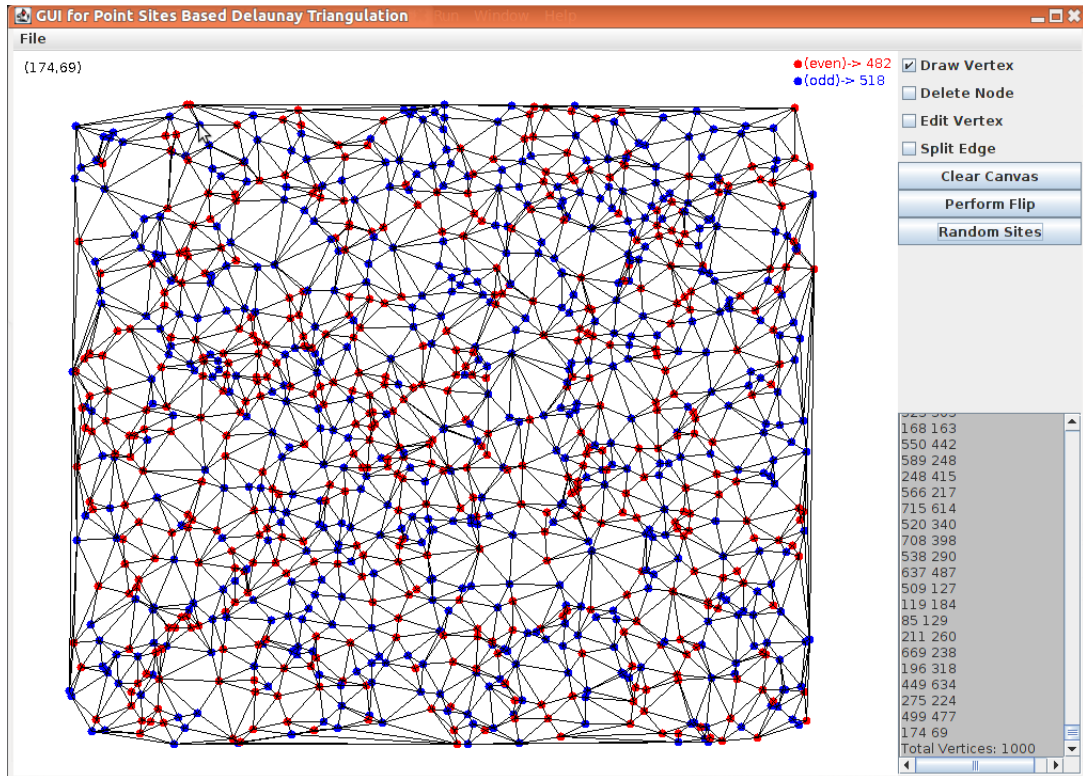 GUI for Point Sites Based Delaunay Triangulation
Run Window Help
File
(174,69)
(even)-> 482
(odd)-> 518
Draw Vertex
Delete Node
Edit Vertex
Split Edge
Clear Canvas
Perform Flip
Random Sites
168 163
550 442
589 248
248 415
566 217
715 614
520 340
708 398
538 290
637 487
509 127
119 184
85 129
211 260
669 238
196 318
449 634
275 224
499 477
174 69
Total Vertices: 1000